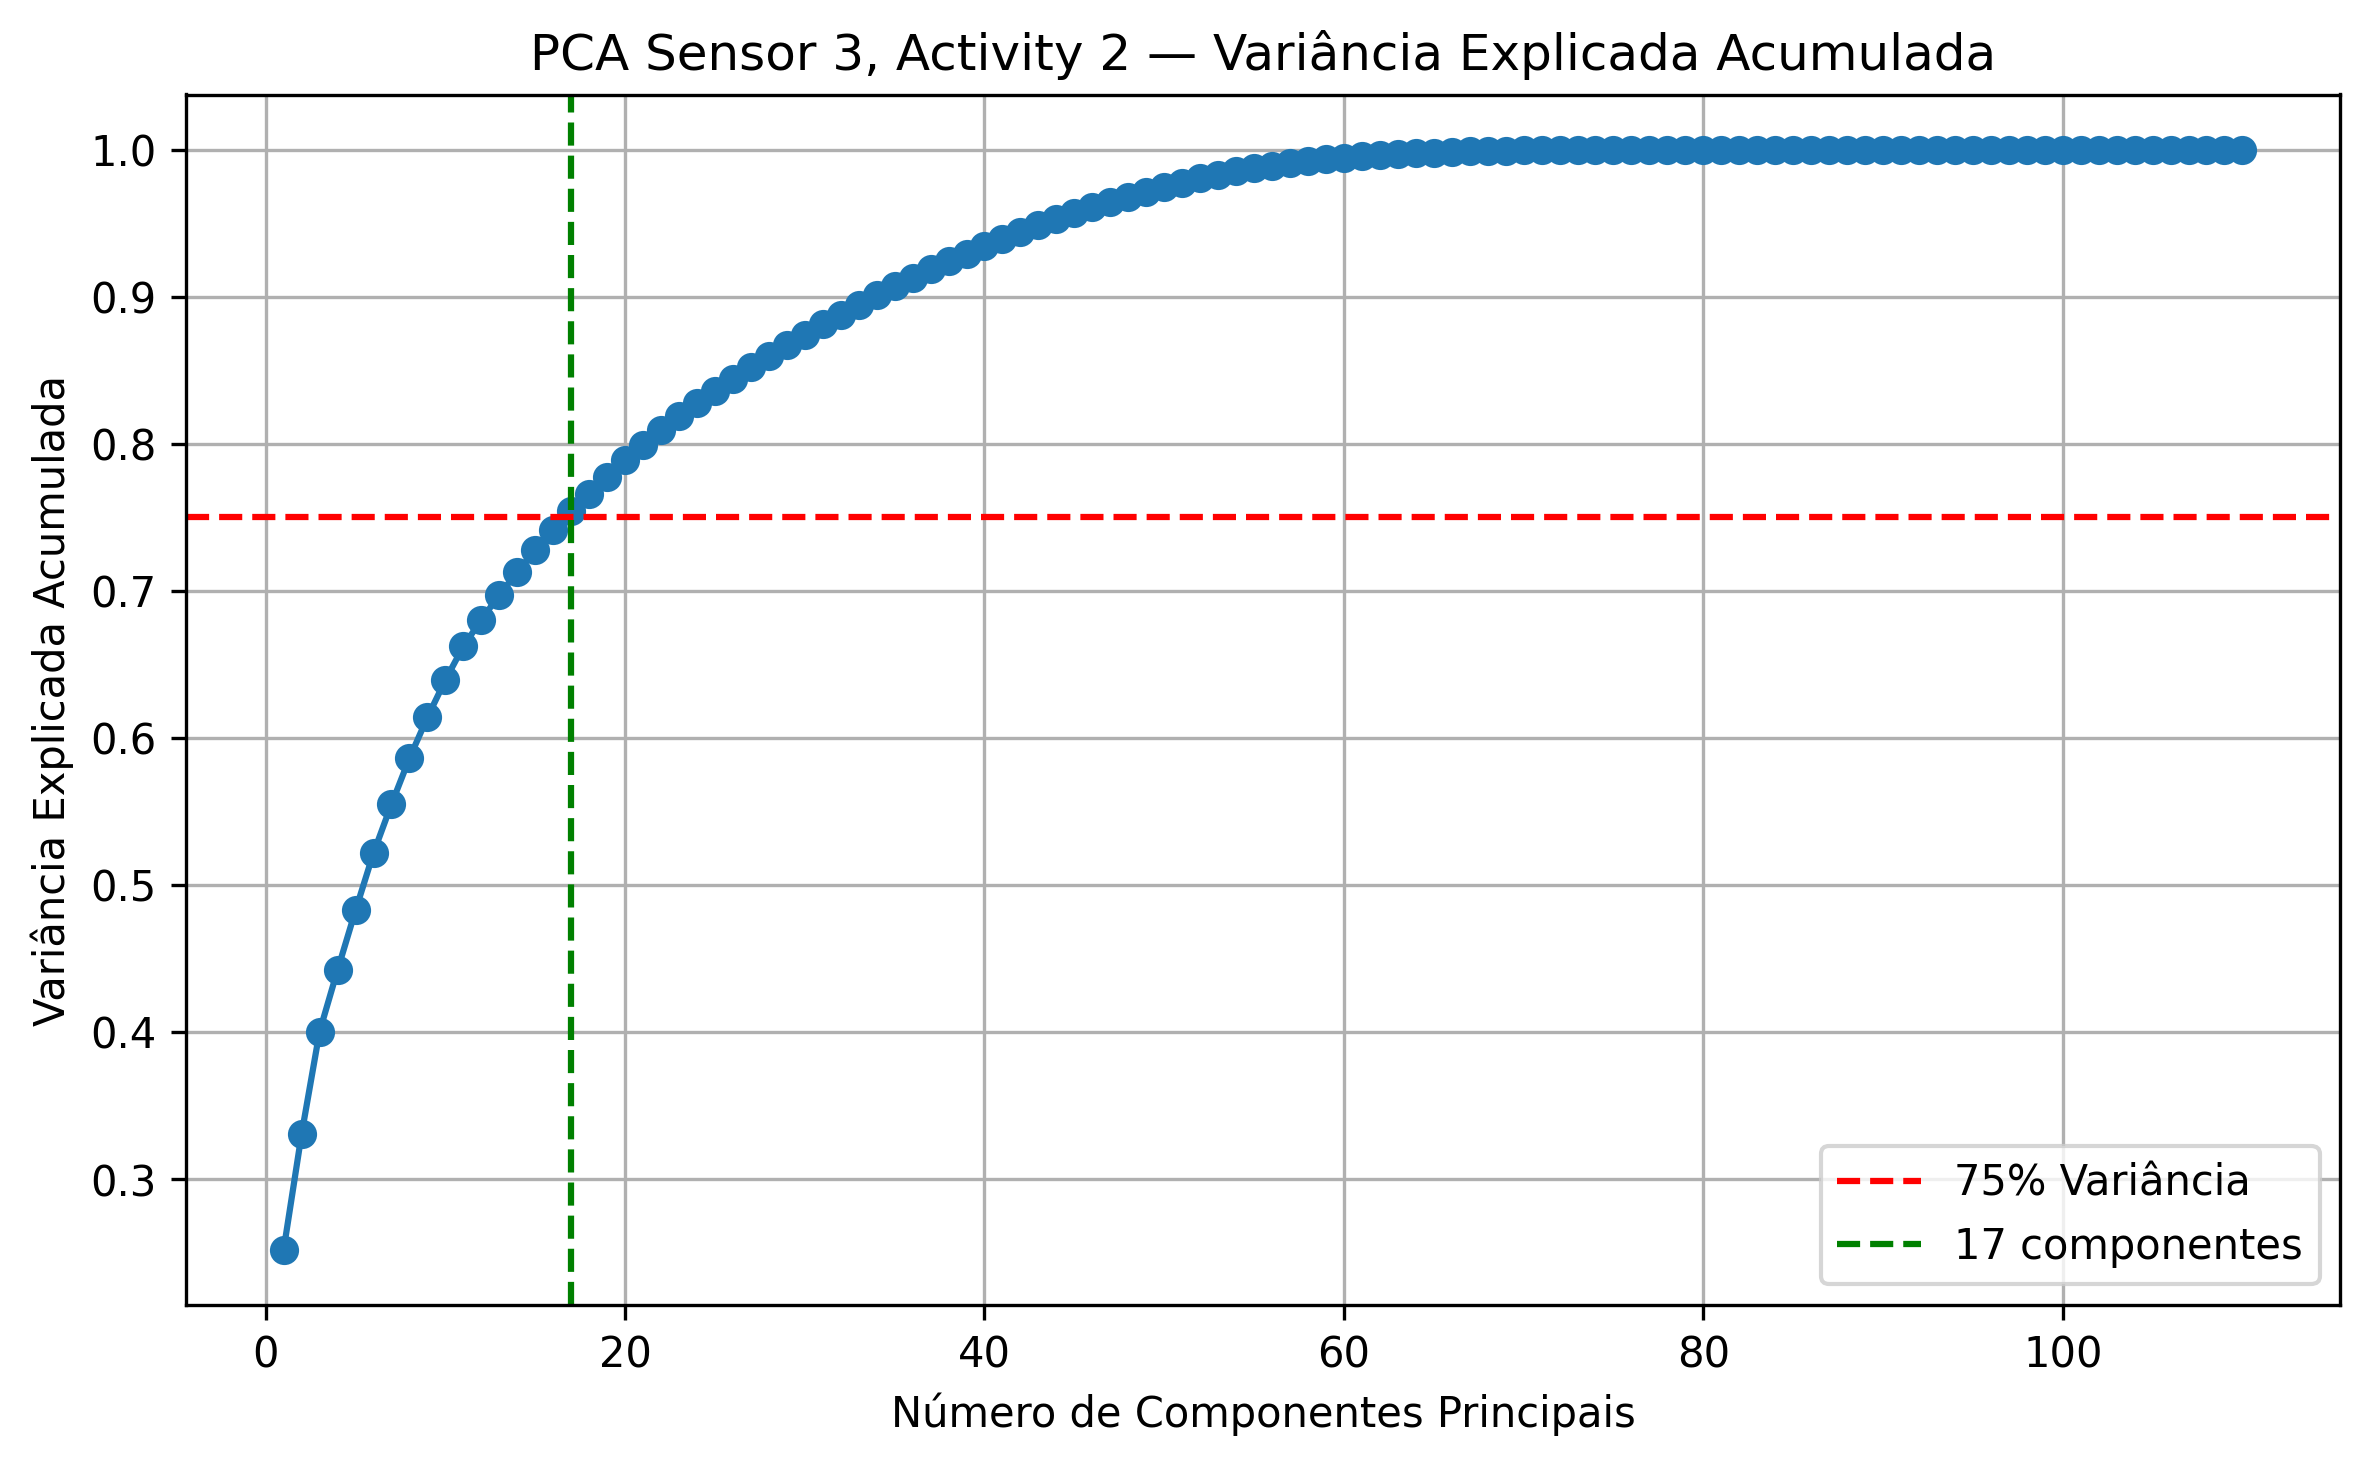 PCA Sensor 3, Activity 2 — Variância Explicada Acumulada
Variância Explicada Acumulada
1.0
0.9
0.8
0.7
0.6
0.5
0.4
0.3
75% Variância
17 componentes
0 20 40 60 80 100
Número de Componentes Principais